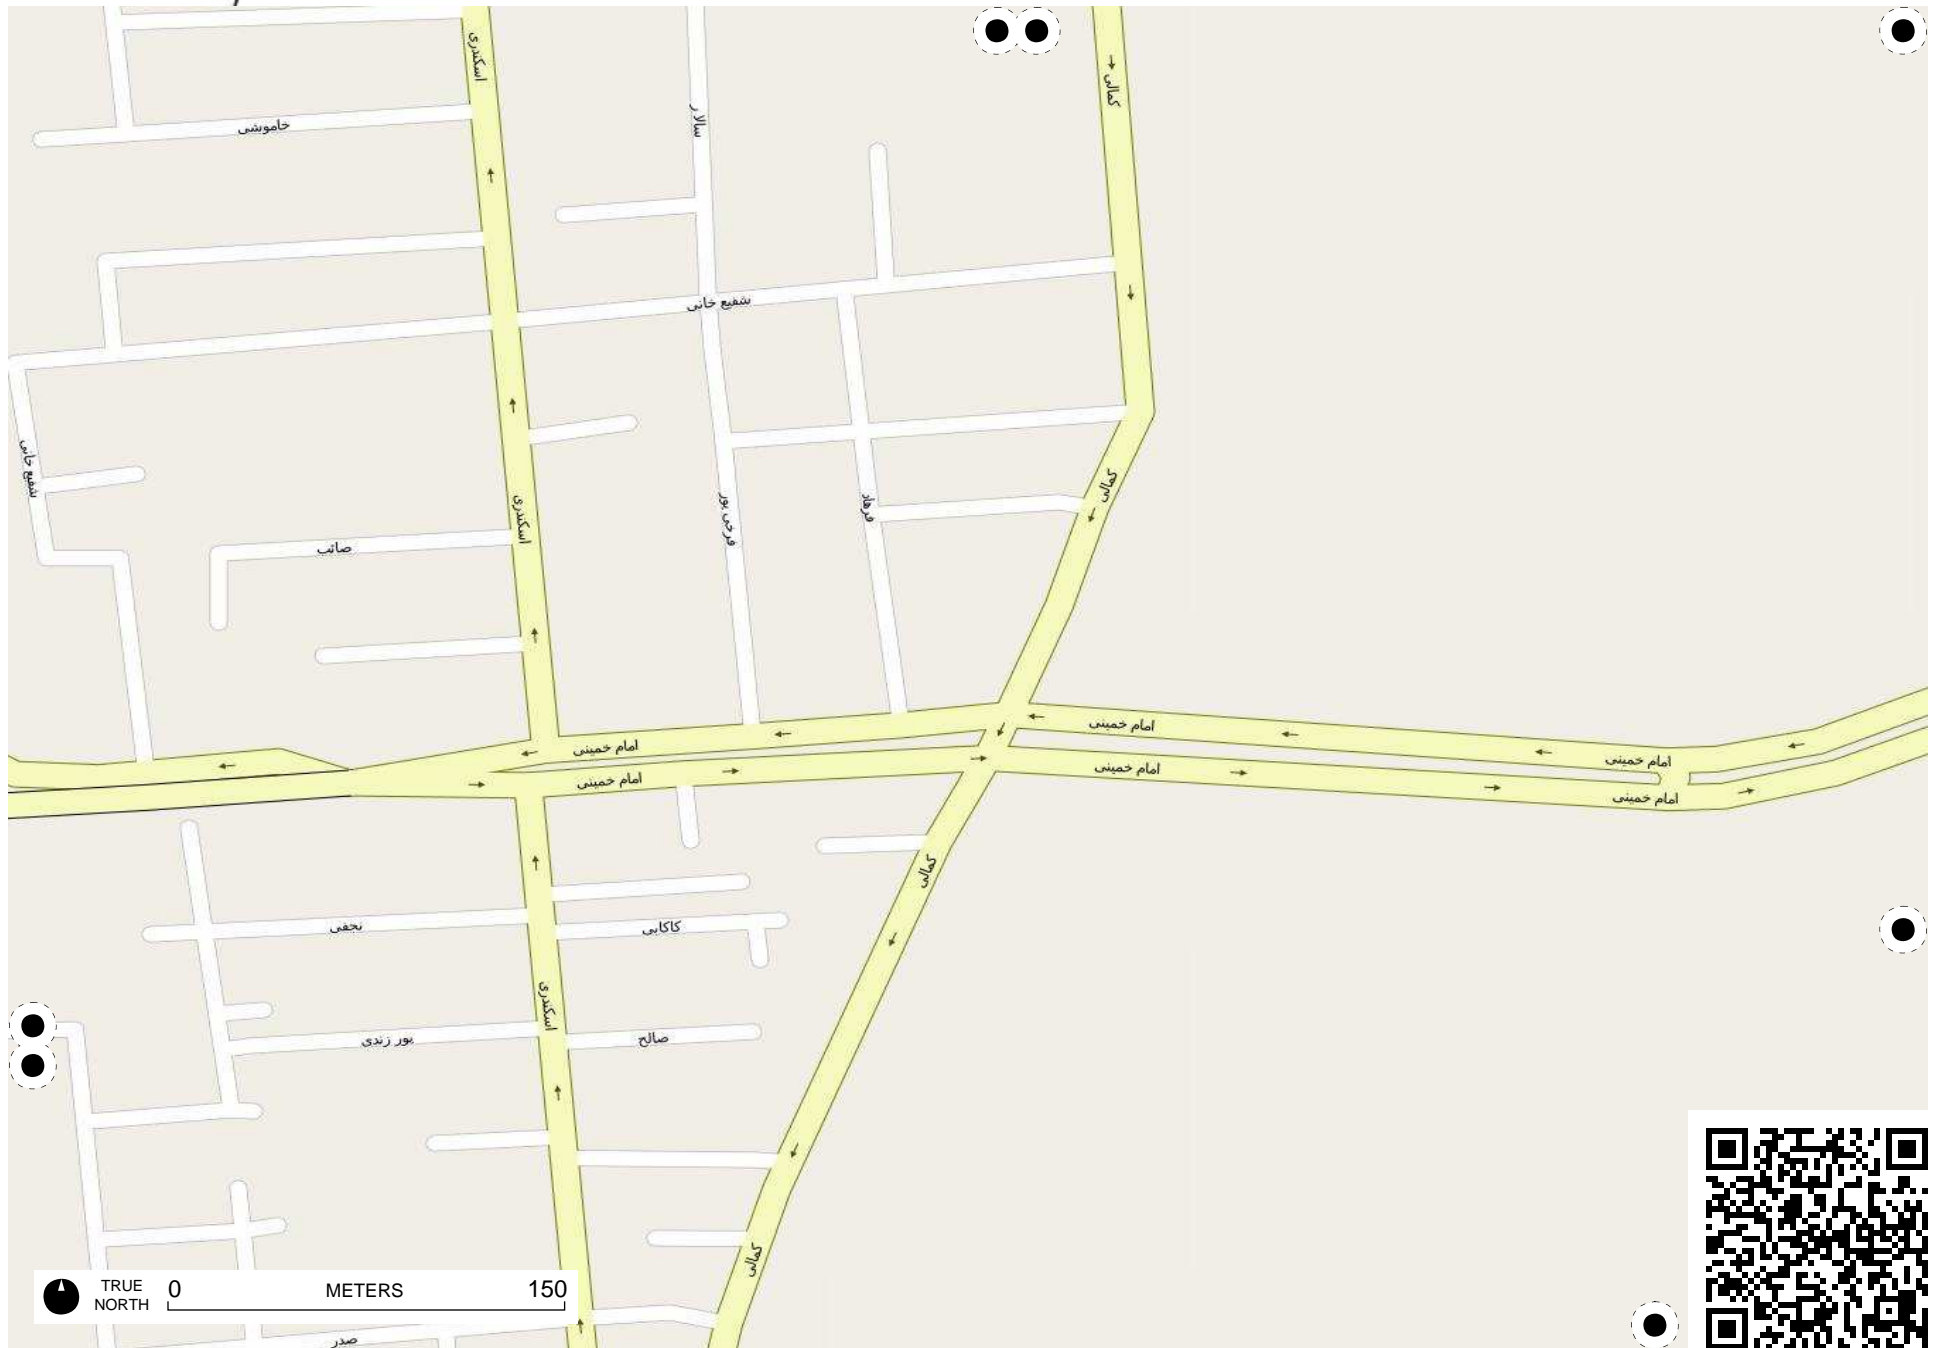 اسکندری
کمالی
سالار
خاموشی
شفیع خانی
شفیع خانی
کمالی
اسکندری
فرخی پور
فرهاد
صائب
امام خمینی
امام خمینی
امام خمینی
امام خمینی
امام خمینی
امام خمینی
کمالی
نجفی
کاکایی
اسکندری
پور زندی
صالح
کمالی
TRUE NORTH
0 METERS 150
صدر